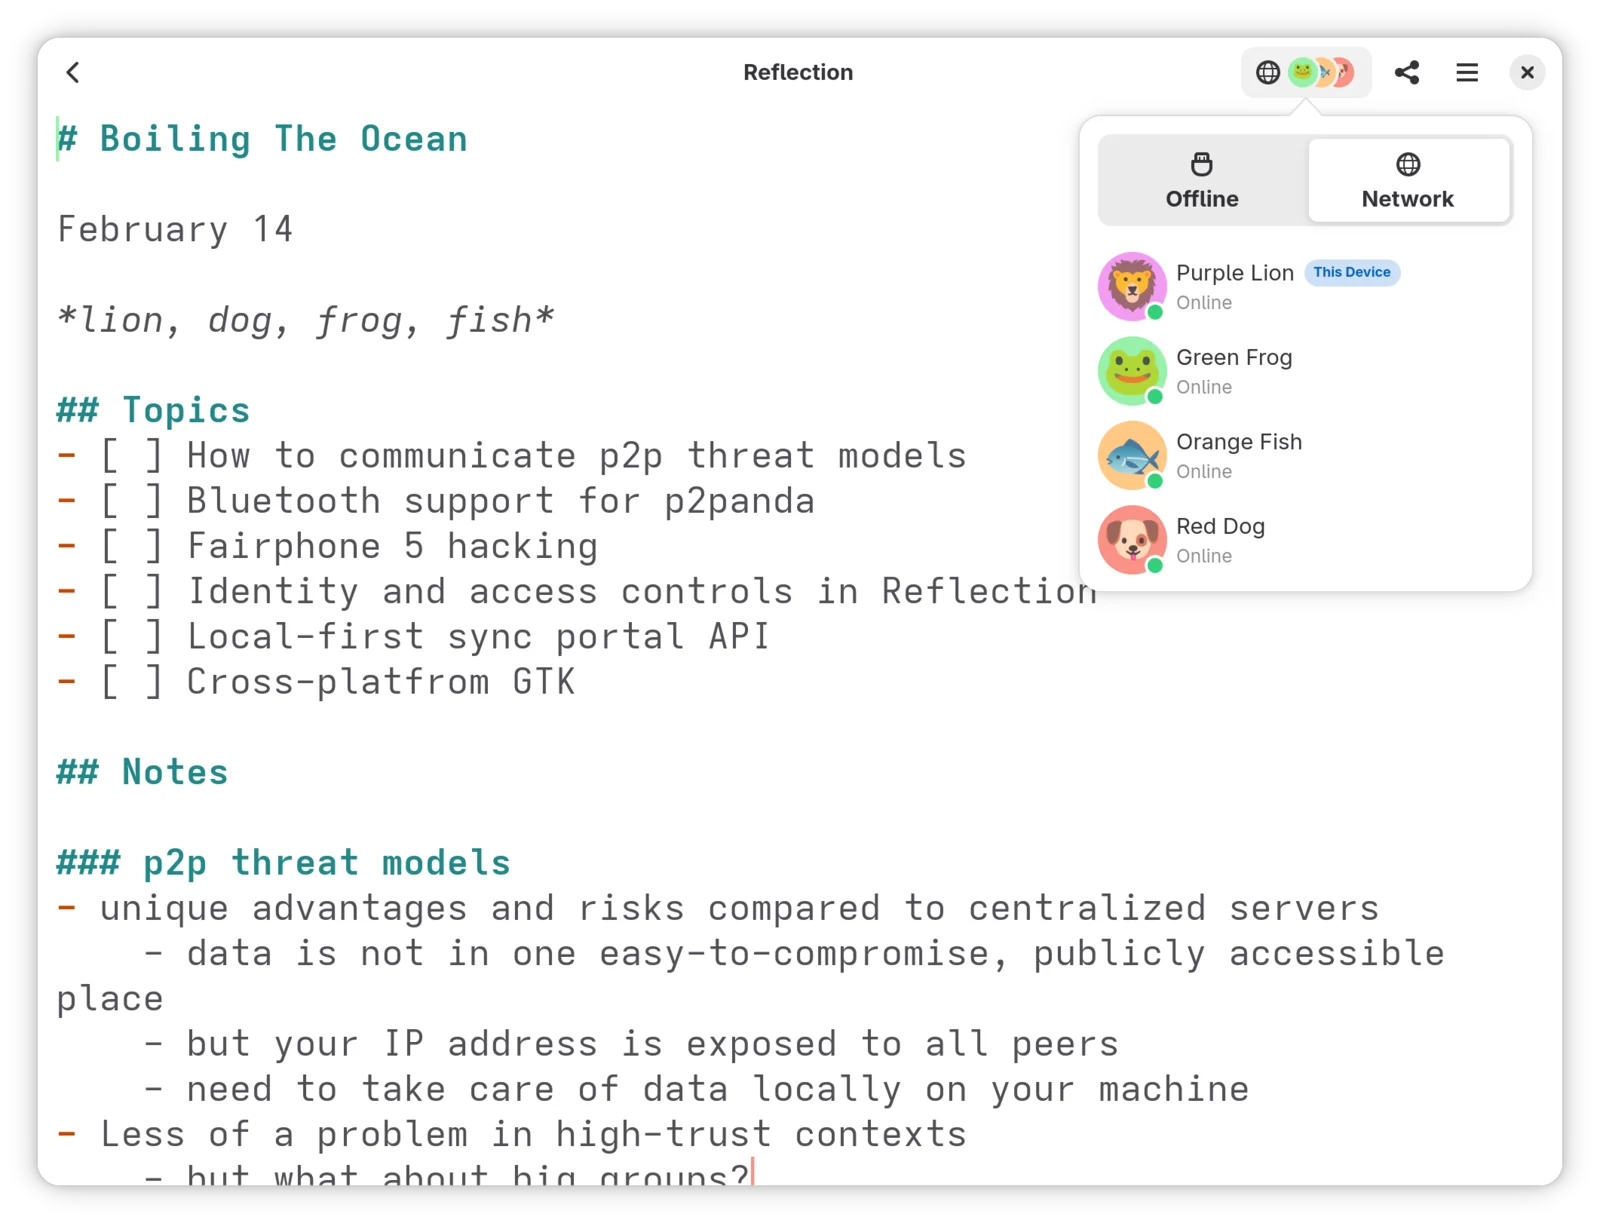 Reflection
# Boiling The Ocean
February 14
*lion, dog, frog, fish*
## Topics
- [ ] How to communicate p2p threat models
- [ ] Bluetooth support for p2panda
- [ ] Fairphone 5 hacking
- [ ] Identity and access controls in Reflection
- [ ] Local-first sync portal API
- [ ] Cross-platfrom GTK
## Notes
### p2p threat models
- unique advantages and risks compared to centralized servers
- data is not in one easy-to-compromise, publicly accessible
place
- but your IP address is exposed to all peers
- need to take care of data locally on your machine
- Less of a problem in high-trust contexts
- but what about big groups?
Offline
Network
Purple Lion
This Device
Online
Green Frog
Online
Orange Fish
Online
Red Dog
Online